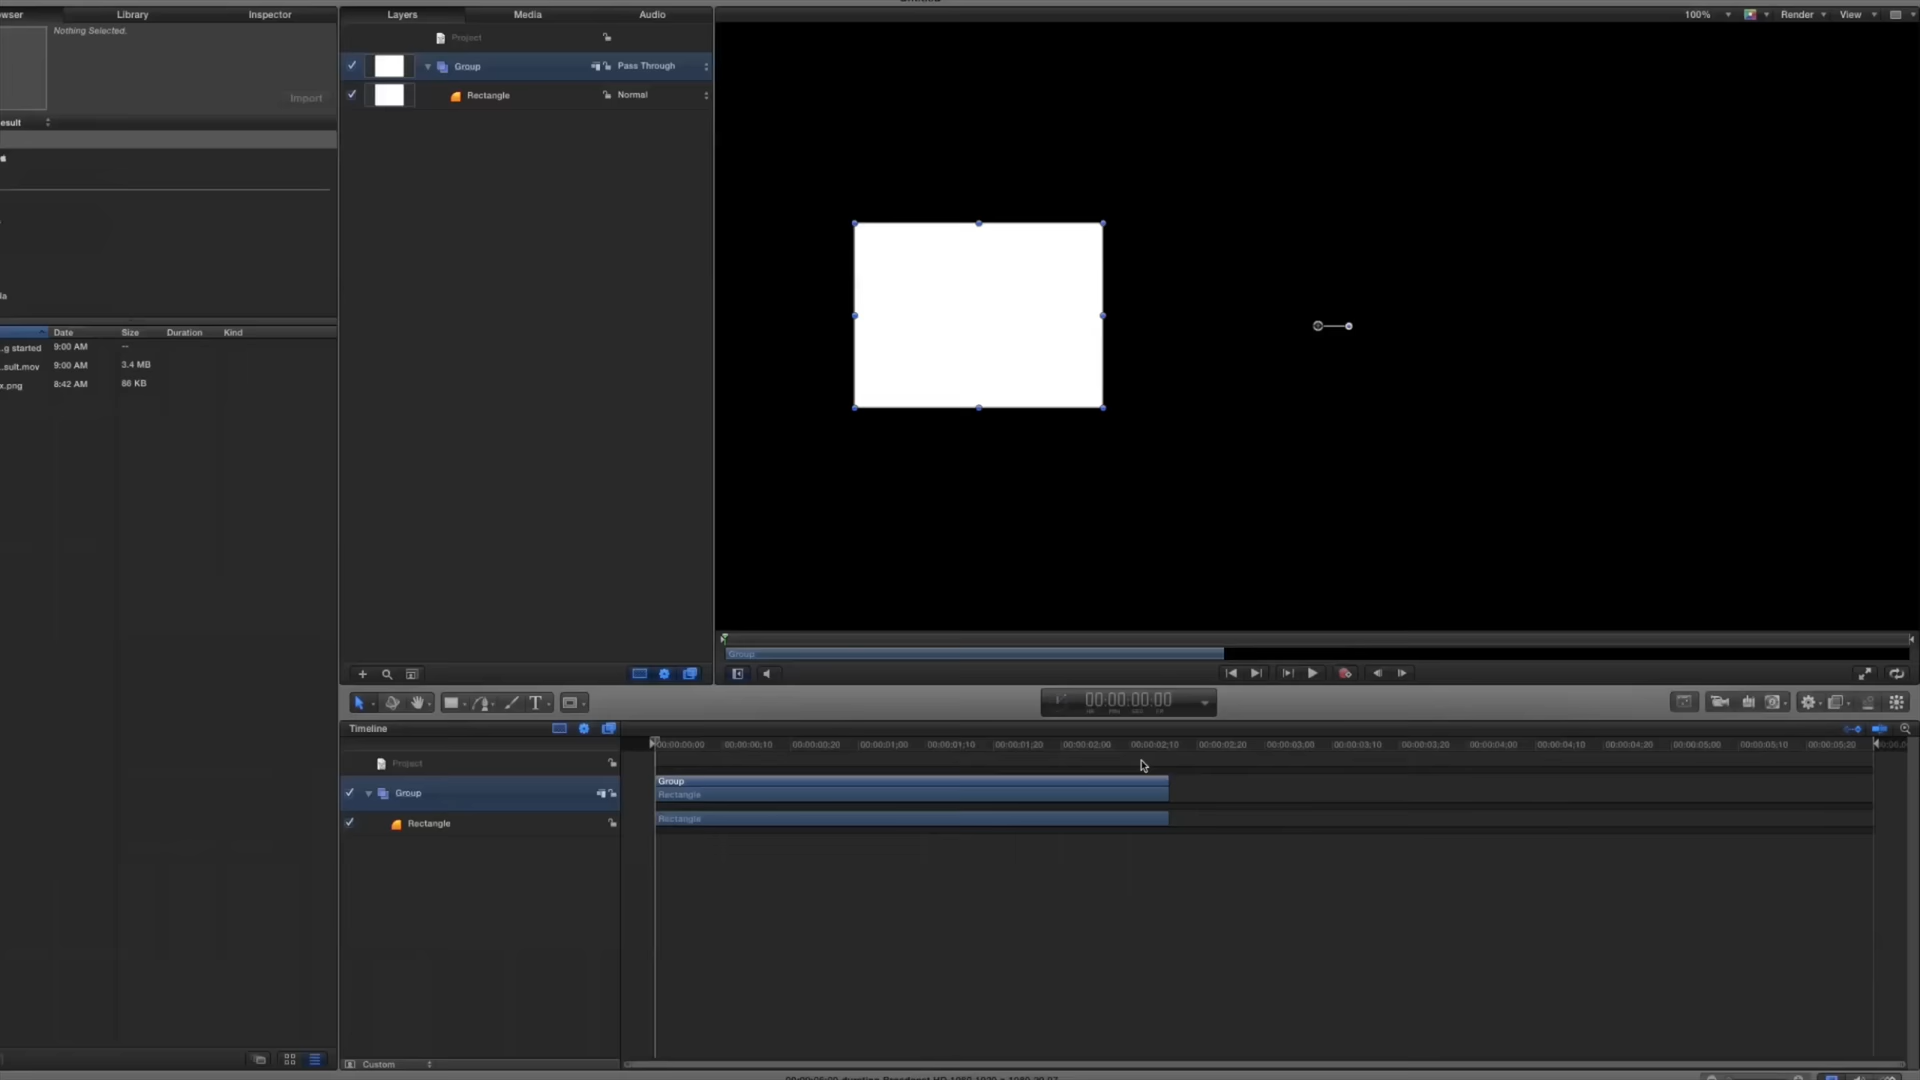 wser Library Inspector
Layers Media Audio
100% Render View
Nothing Selected.
Import
esult
Project
Group Pass Through
Rectangle Normal
Date Size Duration Kind
..g started 9:00 AM --
..sult.mov 9:00 AM 3.4 MB
x.png 8:42 AM 86 KB
Group
T
00:00:00:00
Timeline
00:00:00;00 00:00:00;10 00:00:00;20 00:00:01;00 00:00:01;10 00:00:01;20 00:00:02;00 00:00:02;10 00:00:02;20 00:00:03;00 00:00:03;10 00:00:03;20 00:00:04;00 00:00:04;10 00:00:04;20 00:00:05;00 00:00:05;10 00:00:05;20
Project
Group
Rectangle
Group
Rectangle
Rectangle
Custom